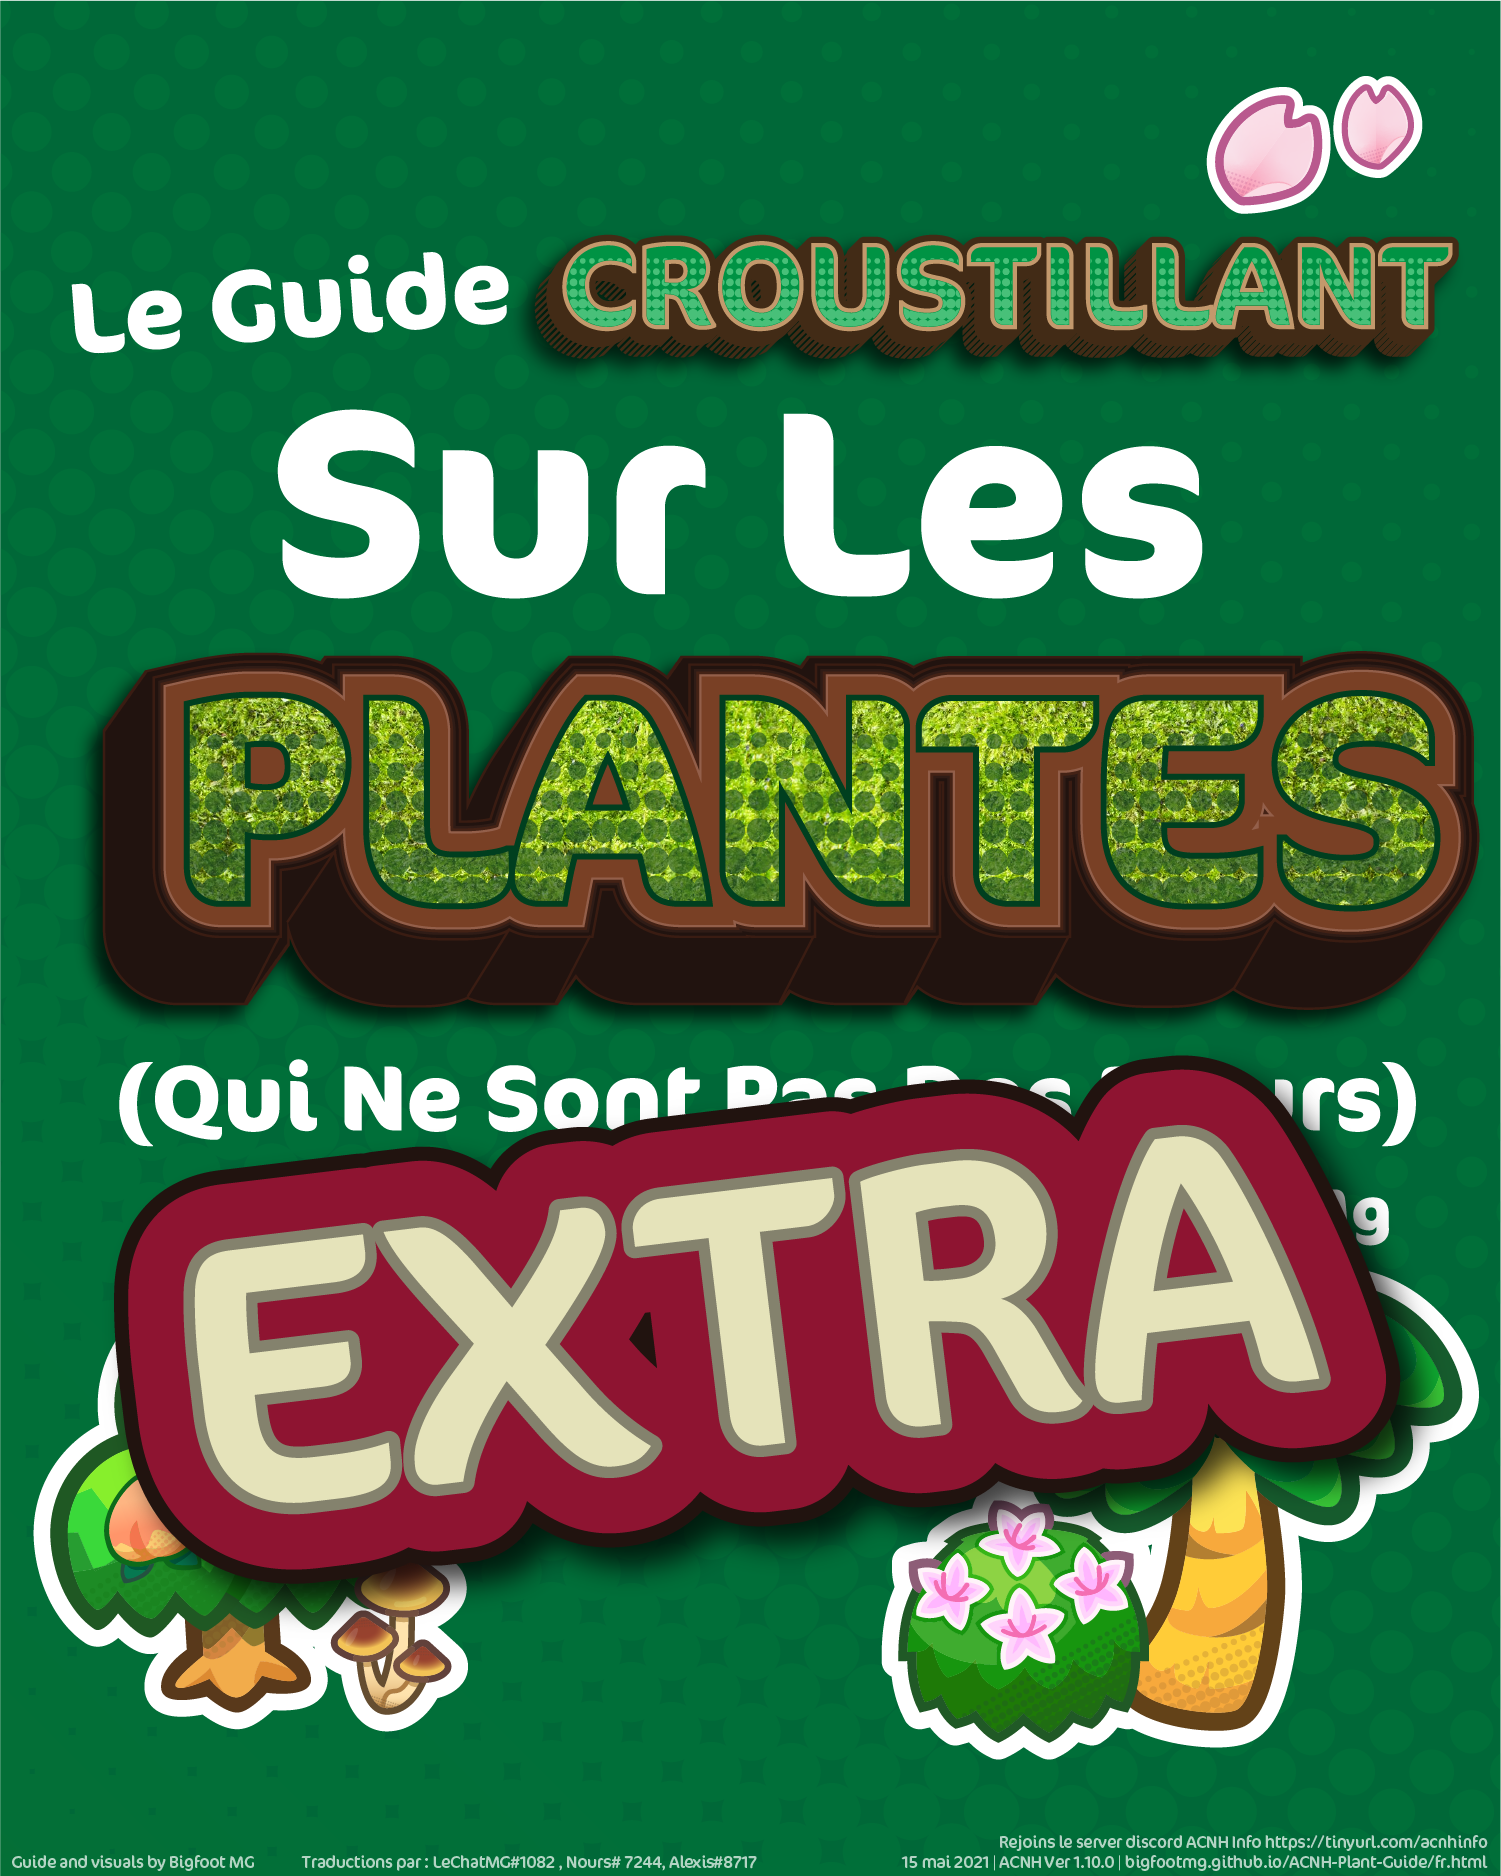 Le Guide CROUSTILLANT
Sur Les
PLANTES
(Qui Ne Sont Pas Des
EXTRA
Rejoins le server discord ACNH Info https://tinyurl.com/acnhinfo
Guide and visuals by Bigfoot MG
Traductions par : LeChatMG#1082 , Nours# 7244, Alexis#8717
15 mai 2021 | ACNH Ver 1.10.0 | bigfootmg.github.io/ACNH-Plant-Guide/fr.html